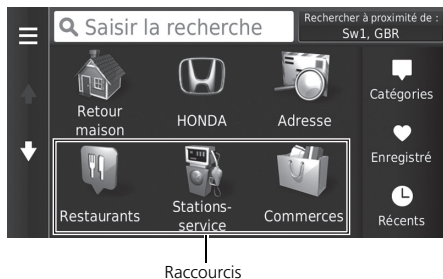 Saisir la recherche
Rechercher à proximité de :
Sw1, GBR
Retour
maison
HONDA
Adresse
Catégories
Enregistré
Restaurants
Stations-
service
Commerces
Récents
Raccourcis